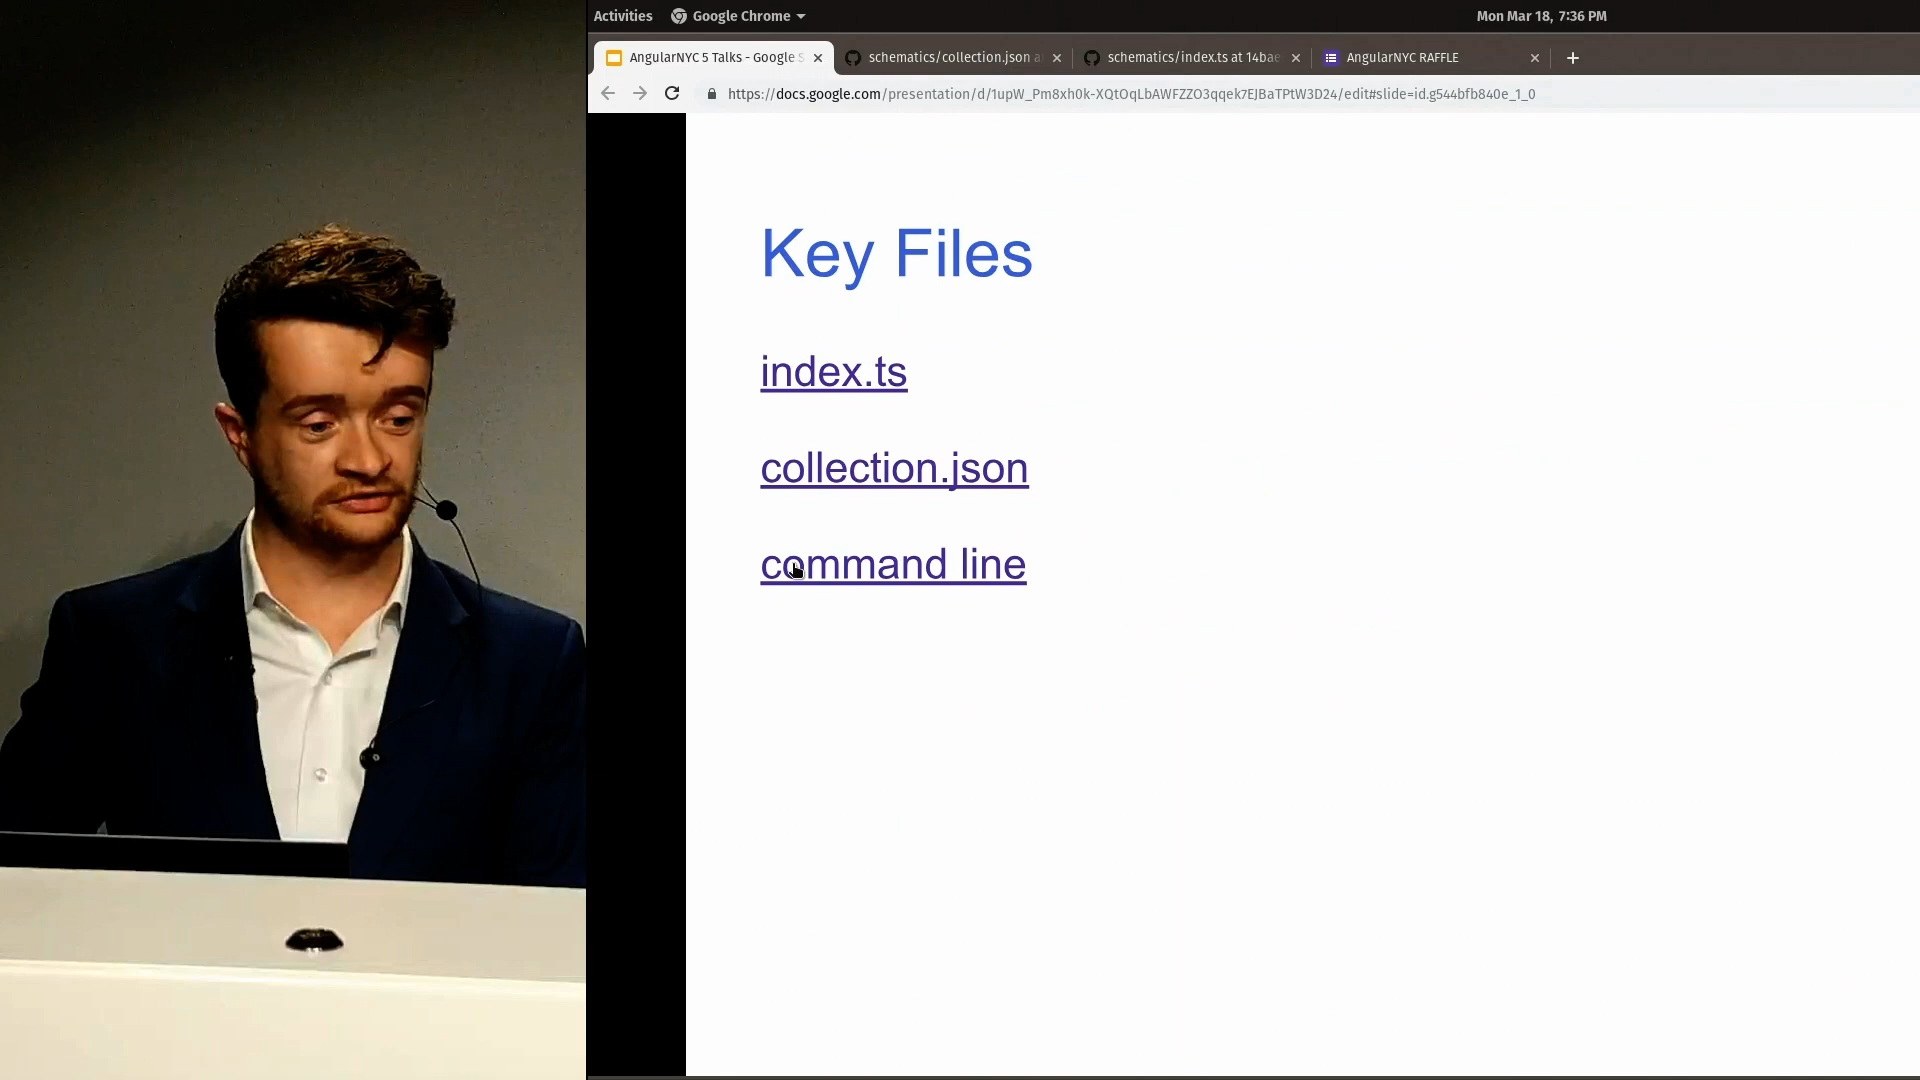 Activities
Google Chrome
Mon Mar 18, 7:36 PM
AngularNYC 5 Talks - Google S
schematics/collection.json a
schematics/index.ts at 14bae
AngularNYC RAFFLE
https://docs.google.com/presentation/d/1upW_Pm8xh0k-XQtOqLbAWFZZO3qqek7EJBaTPtW3D24/edit#slide=id.g544bfb840e_1_0
Key Files
index.ts
collection.json
command line